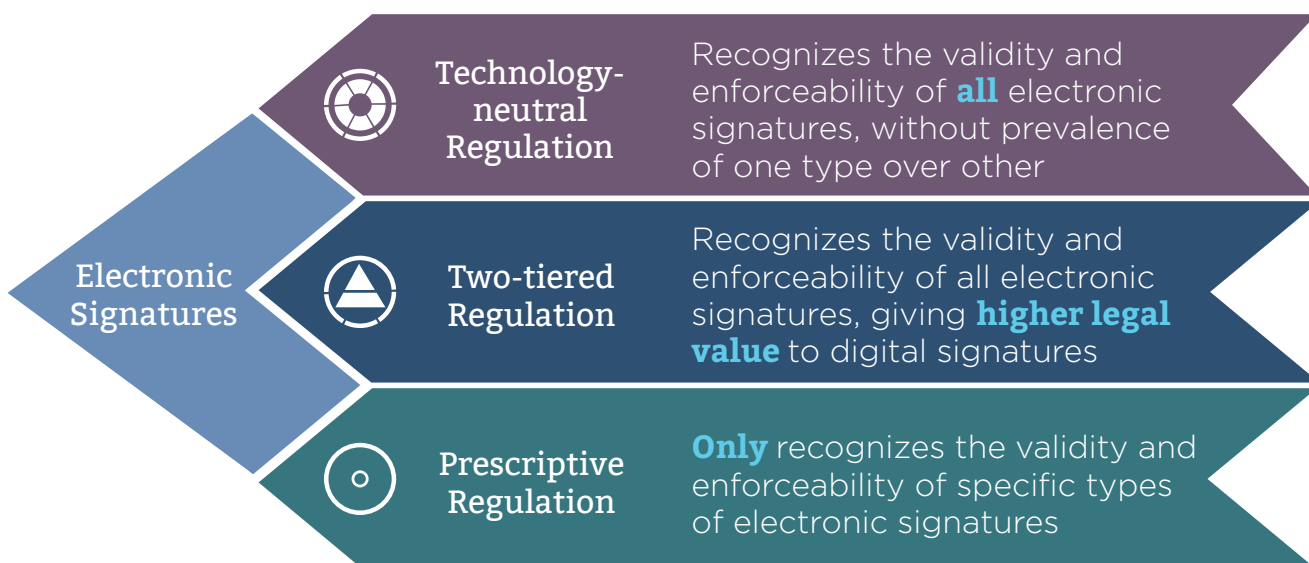 Electronic
Signatures
Technology-
neutral
Regulation
Recognizes the validity and
enforceability of all electronic
signatures, without prevalence
of one type over other
Two-tiered
Regulation
Recognizes the validity and
enforceability of all electronic
signatures, giving higher legal
value to digital signatures
Prescriptive
Regulation
Only recognizes the validity and
enforceability of specific types
of electronic signatures